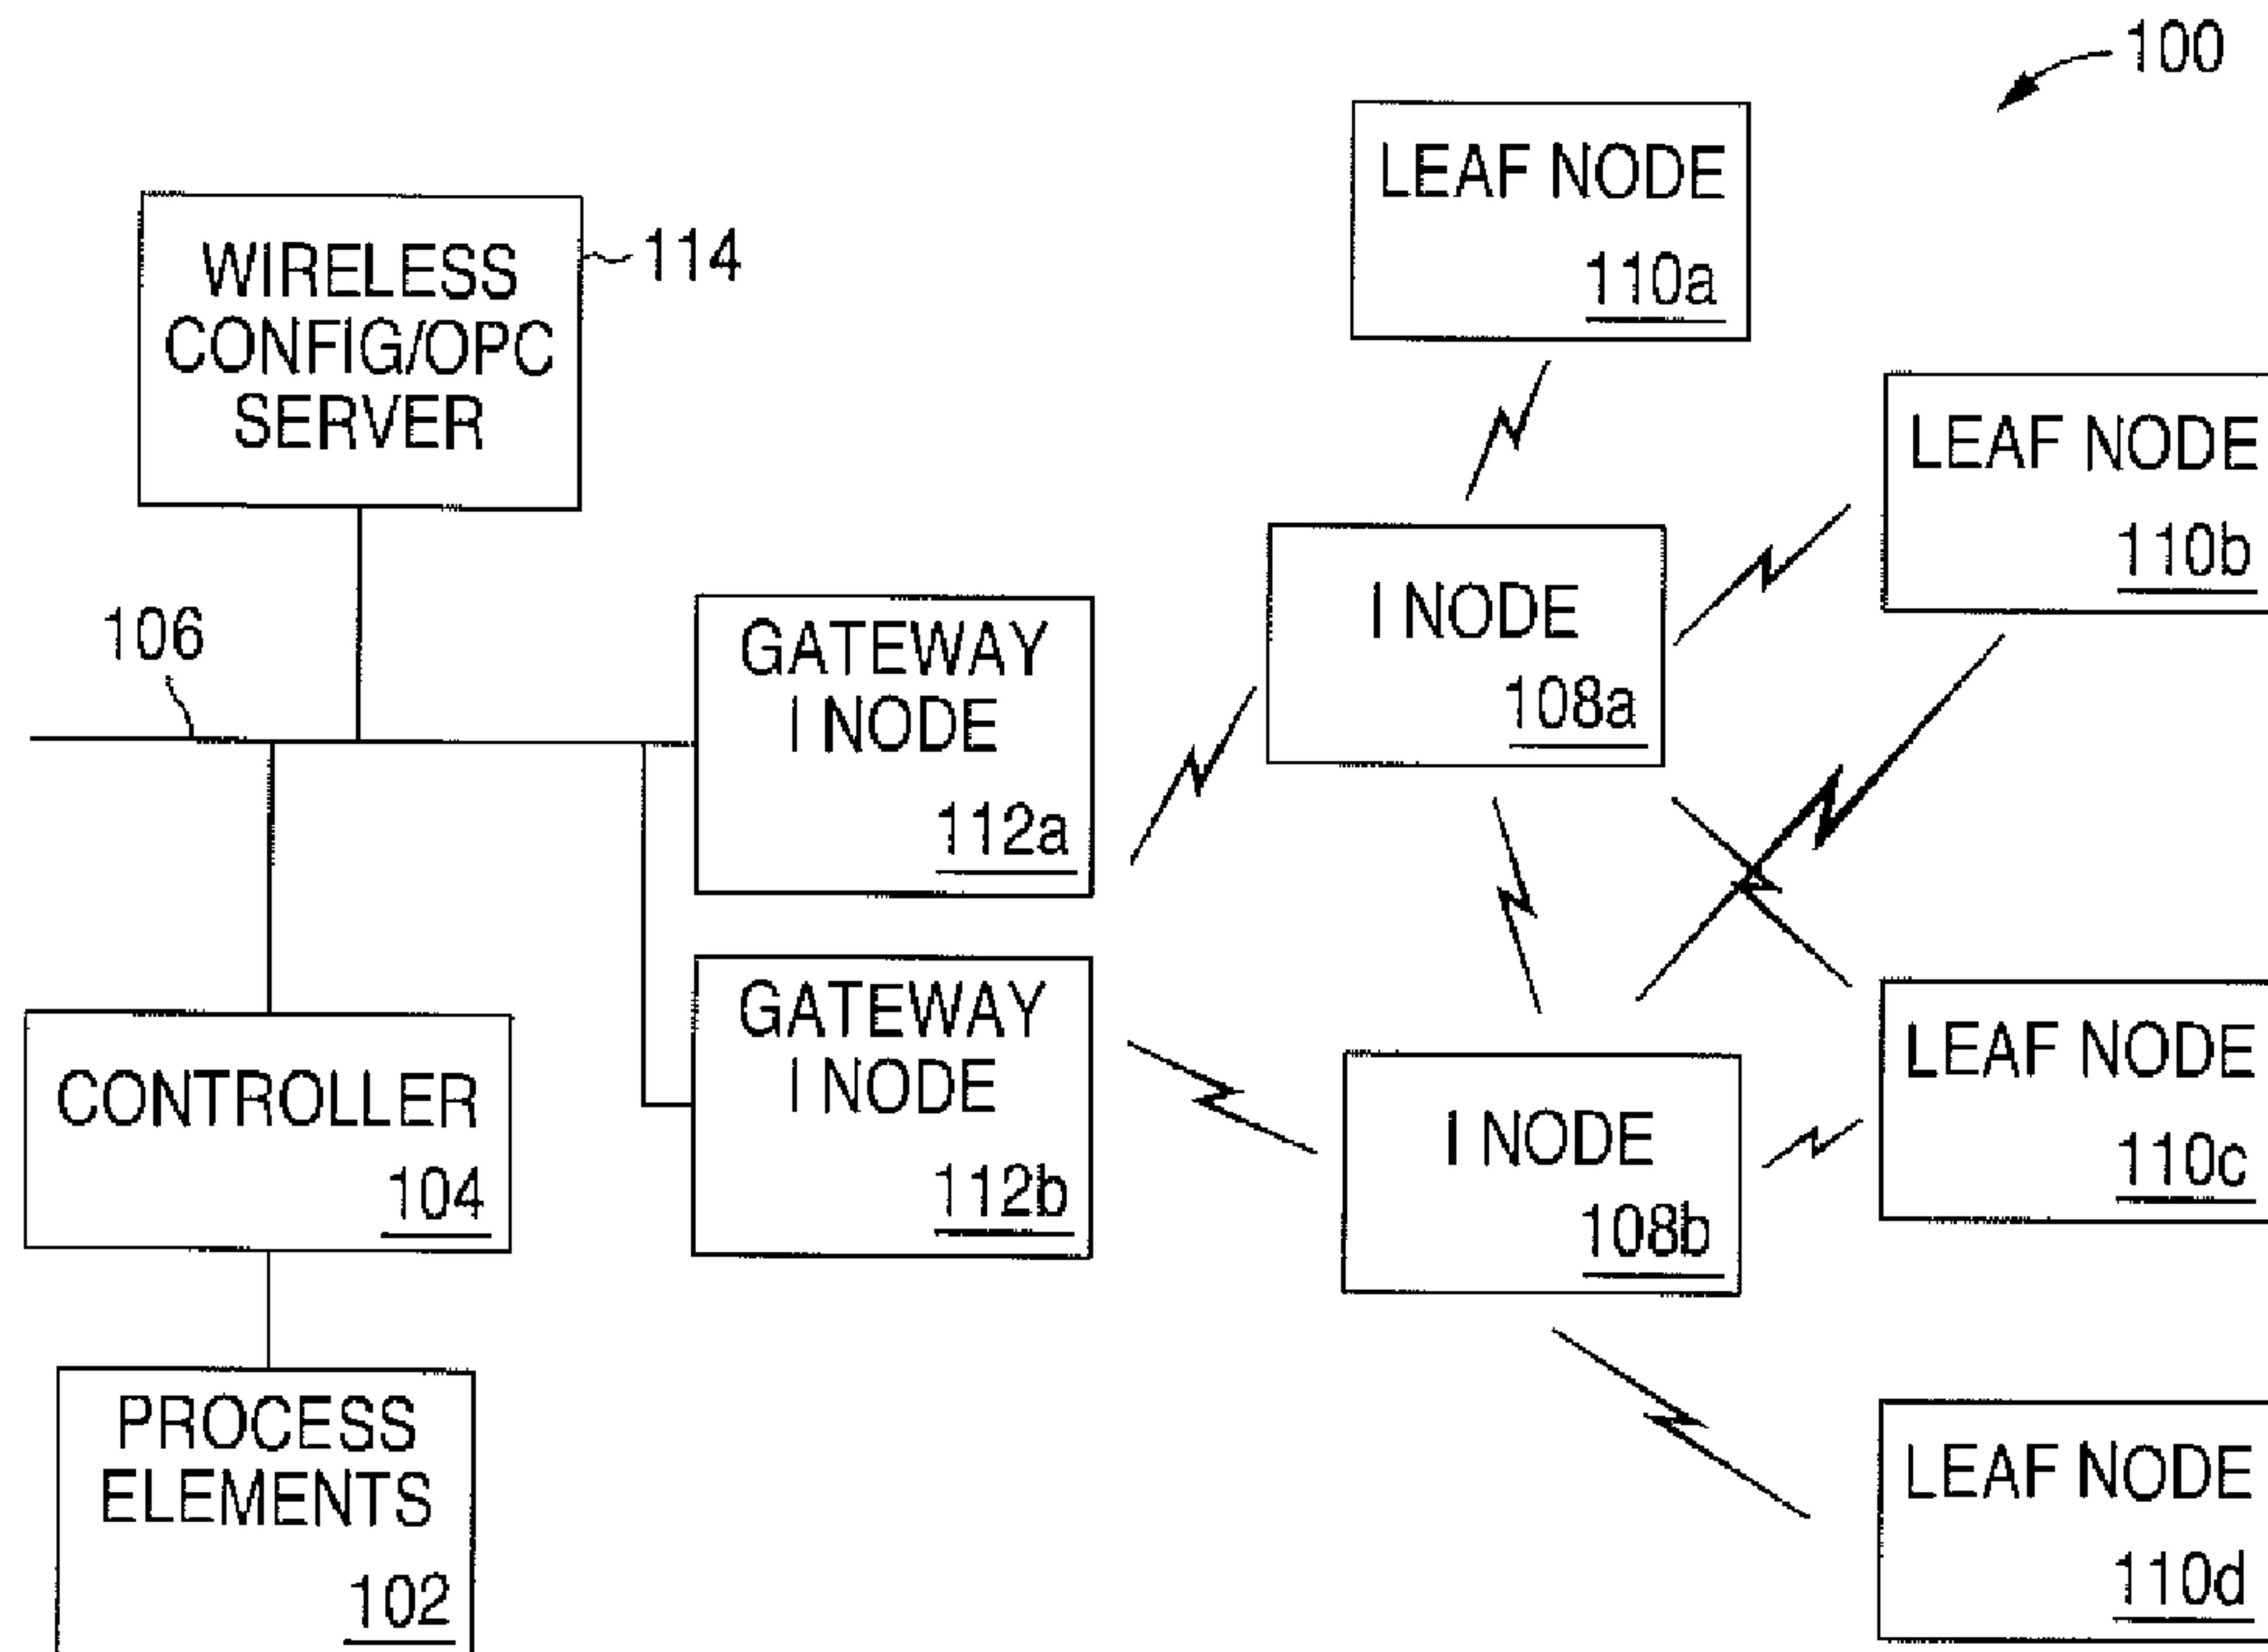 100
LEAF NODE
110a
WIRELESS
CONFIG/OPC
SERVER
114
LEAF NODE
110b
I NODE
108a
106
GATEWAY
I NODE
112a
GATEWAY
I NODE
112b
CONTROLLER
104
LEAF NODE
110c
I NODE
108b
PROCESS
ELEMENTS
102
LEAF NODE
110d